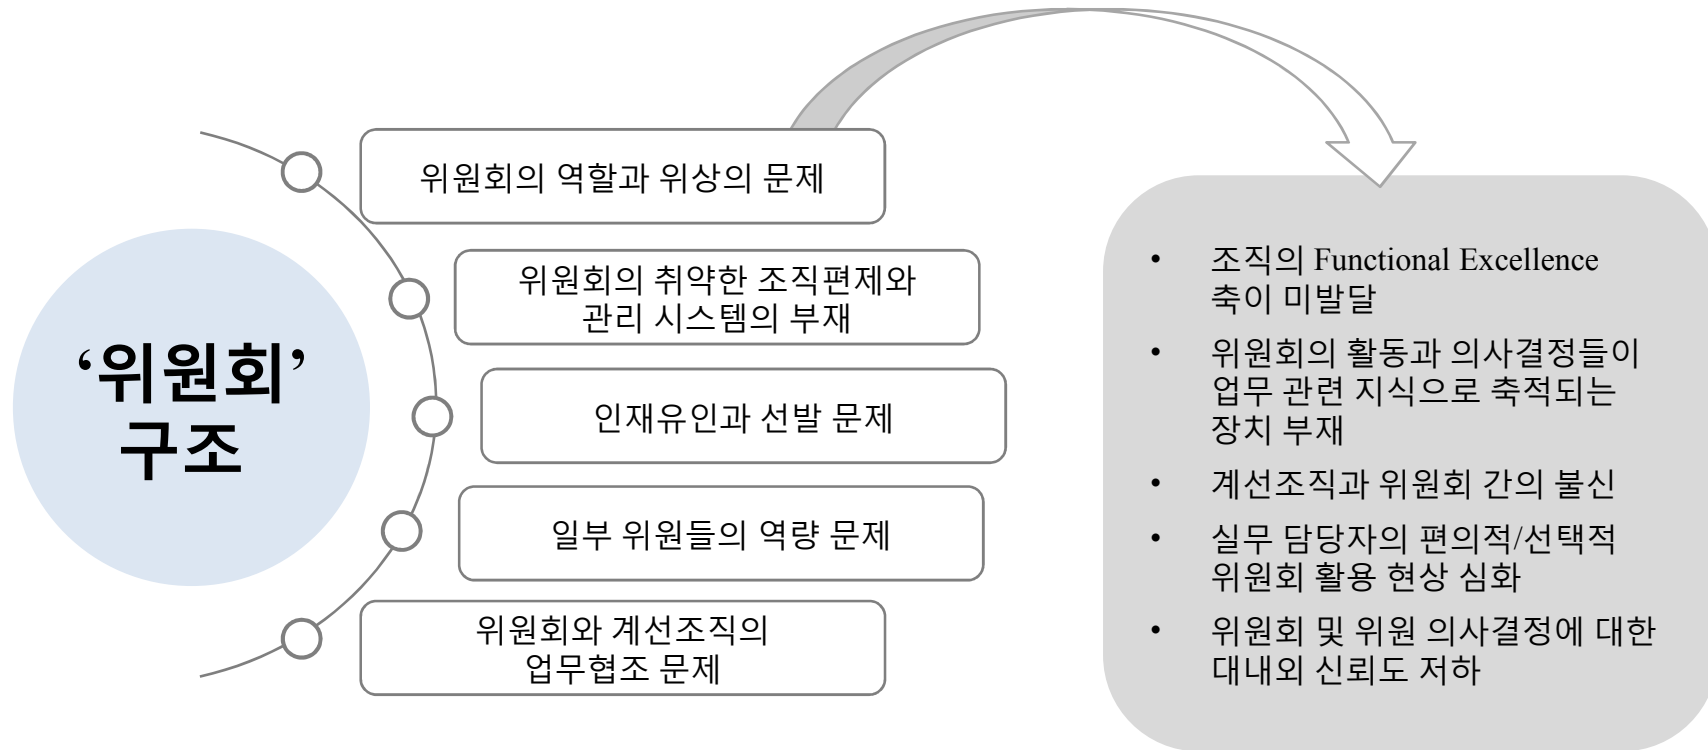 ‘위원회’
구조
위원회의 역할과 위상의 문제
위원회의 취약한 조직편제와
관리 시스템의 부재
인재유인과 선발 문제
일부 위원들의 역량 문제
위원회와 계선조직의
업무협조 문제
• 조직의 Functional Excellence
축이 미발달
• 위원회의 활동과 의사결정들이
업무 관련 지식으로 축적되는
장치 부재
• 계선조직과 위원회 간의 불신
• 실무 담당자의 편의적/선택적
위원회 활용 현상 심화
• 위원회 및 위원 의사결정에 대한
대내외 신뢰도 저하